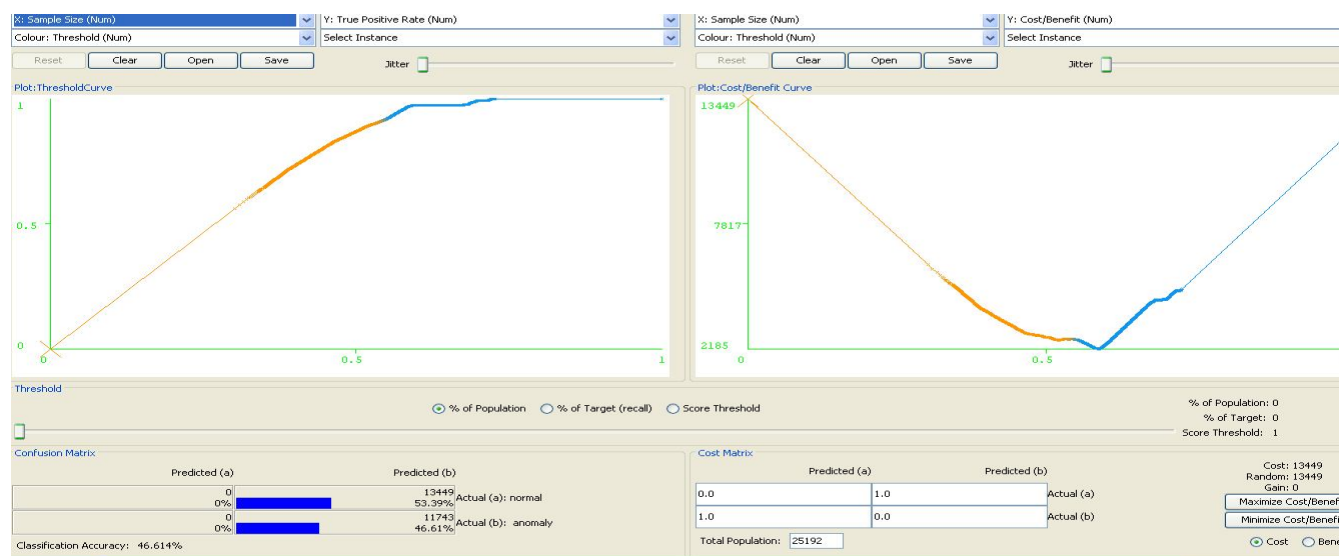 X: Sample Size (Num) Y: True Positive Rate (Num) X: Sample Size (Num) Y: Cost/Benefit (Num)
Colour: Threshold (Num) Select Instance Colour: Threshold (Num) Select Instance
Reset Clear Open Save Jitter Reset Clear Open Save Jitter
Plot:ThresholdCurve Plot:Cost/Benefit Curve
1 13449
0.5 7817
0 2185
0 0.5 1 0 0.5
Threshold
% of Population % of Target (recall) Score Threshold
% of Population: 0
% of Target: 0
Score Threshold: 1
Confusion Matrix
Predicted (a) Predicted (b)
0 13449
0% 53.39% Actual (a): normal
0 11743
0% 46.61% Actual (b): anomaly
Classification Accuracy: 46.614%
Cost Matrix
Predicted (a) Predicted (b)
0.0 1.0 Actual (a)
1.0 0.0 Actual (b)
Total Population: 25192
Cost: 13449
Random: 13449
Gain: 0
Maximize Cost/Benefi
Minimize Cost/Benefi
Cost Bene